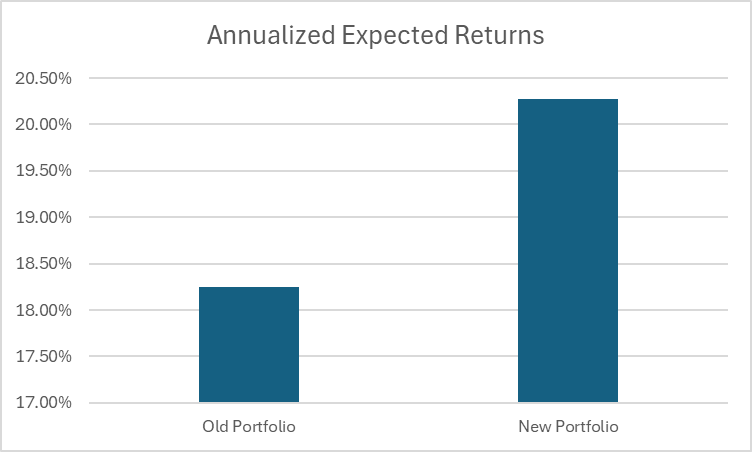 Annualized Expected Returns
20.50%
20.00%
19.50%
19.00%
18.50%
18.00%
17.50%
17.00%
Old Portfolio
New Portfolio